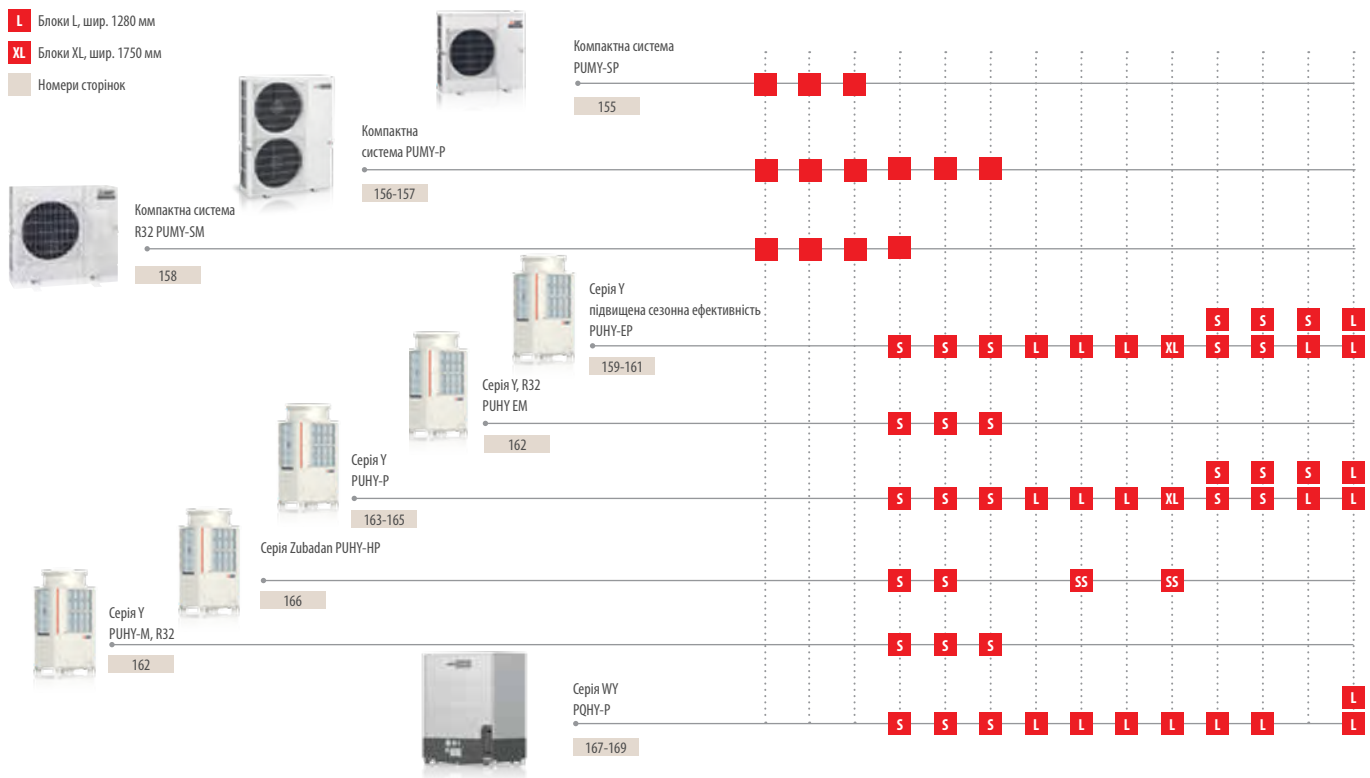 L Блоки L, шир. 1280 мм
XL Блоки XL, шир. 1750 мм
Номери сторінок
Компактна система
PUMY-SP
155
Компактна
система PUMY-P
156-157
Компактна система
R32 PUMY-SM
158
Серія Y
підвищена сезонна ефективність
PUHY-EP
159-161
S S S L
S S S L L L XL S S L L
Серія Y, R32
PUHY EM
162
S S S
Серія Y
PUHY-P
163-165
S S S L
S S S L L L XL S S L L
Серія Zubadan PUHY-HP
166
S S SS SS
Серія Y
PUHY-M, R32
162
S S S
Серія WY
PQHY-P
167-169
L
S S S L L L L L L L